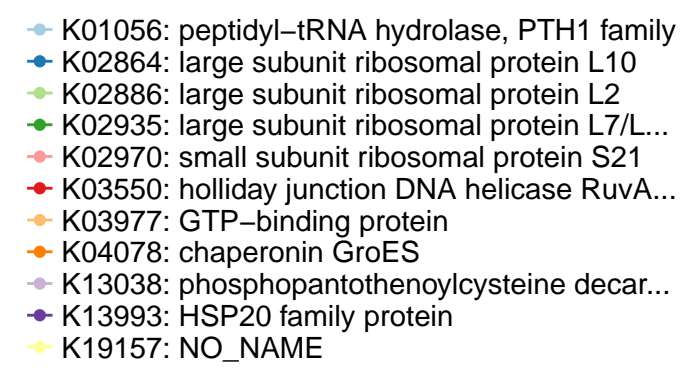 K01056: peptidyl−tRNA hydrolase, PTH1 family
K02864: large subunit ribosomal protein L10
K02886: large subunit ribosomal protein L2
K02935: large subunit ribosomal protein L7/L...
K02970: small subunit ribosomal protein S21
K03550: holliday junction DNA helicase RuvA...
K03977: GTP−binding protein
K04078: chaperonin GroES
K13038: phosphopantothenoylcysteine decar...
K13993: HSP20 family protein
K19157: NO_NAME